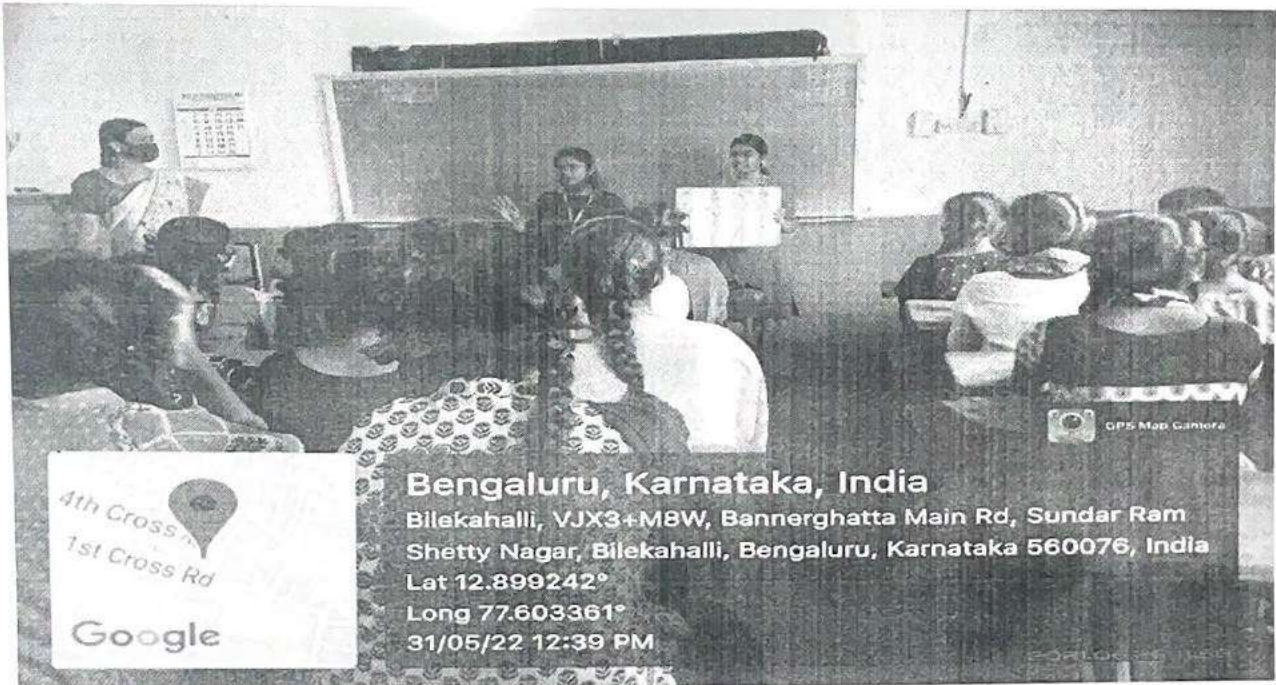 GPS Map Camera
Bengaluru, Karnataka, India
Bilekahalli, VJX3+M8W, Bannerghatta Main Rd, Sundar Ram
Shetty Nagar, Bilekahalli, Bengaluru, Karnataka 560076, India
Lat 12.899242°
Long 77.603361°
31/05/22 12:39 PM
4th Cross
1st Cross Rd
Google